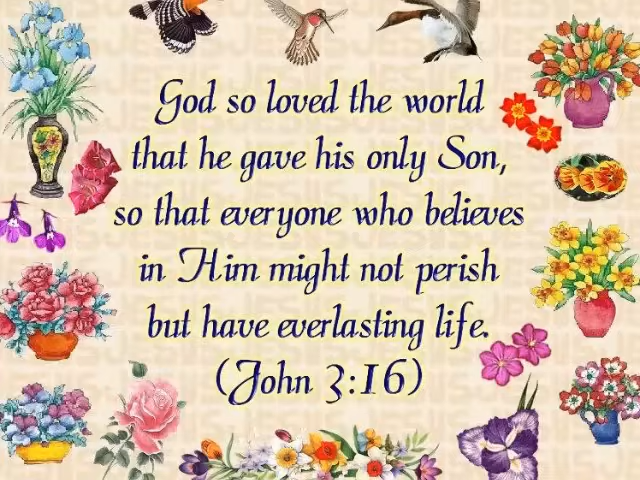 God so loved the world
that he gave his only Son,
so that everyone who believes
in Him might not perish
but have everlasting life.
(John 3:16)